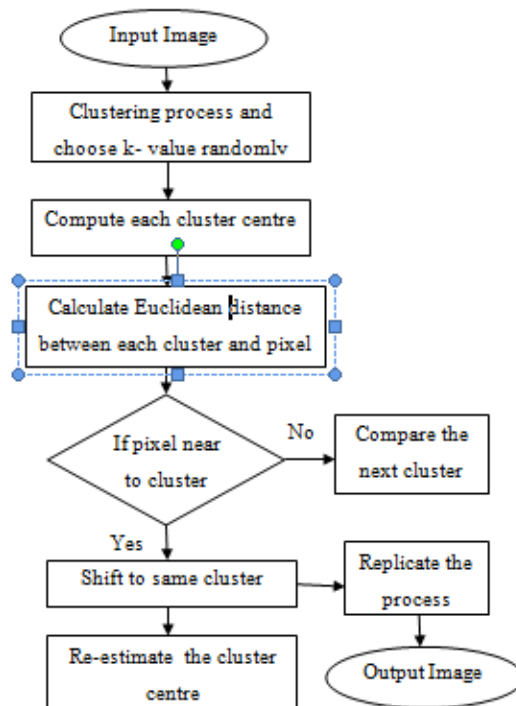 Input Image
Clustering process and
choose k- value randomly
Compute each cluster centre
Calculate Euclidean distance
between each cluster and pixel
If pixel near
to cluster
No
Compare the
next cluster
Yes
Shift to same cluster
Replicate the
process
Re-estimate the cluster
centre
Output Image